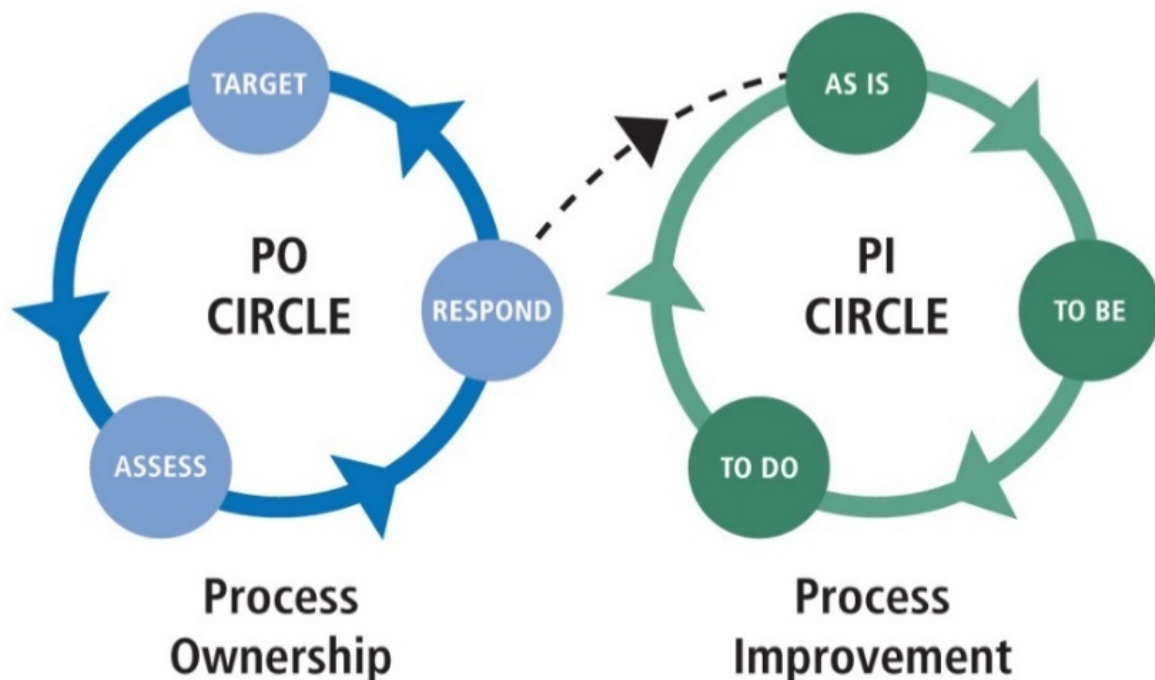 TARGET
PO
CIRCLE
RESPOND
ASSESS
Process
Ownership
AS IS
PI
CIRCLE
TO BE
TO DO
Process
Improvement